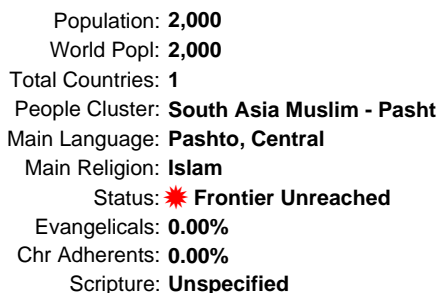 Population: 2,000
World Popl: 2,000
Total Countries: 1
People Cluster: South Asia Muslim - Pasht
Main Language: Pashto, Central
Main Religion: Islam
Status: Frontier Unreached
Evangelicals: 0.00%
Chr Adherents: 0.00%
Scripture: Unspecified